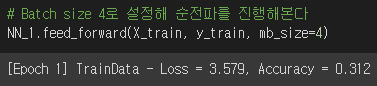 # Batch size 4로 설정해 순전파를 진행해본다
NN_1.feed_forward(X_train, y_train, mb_size=4)
[Epoch 1] TrainData - Loss = 3.579, Accuracy = 0.312